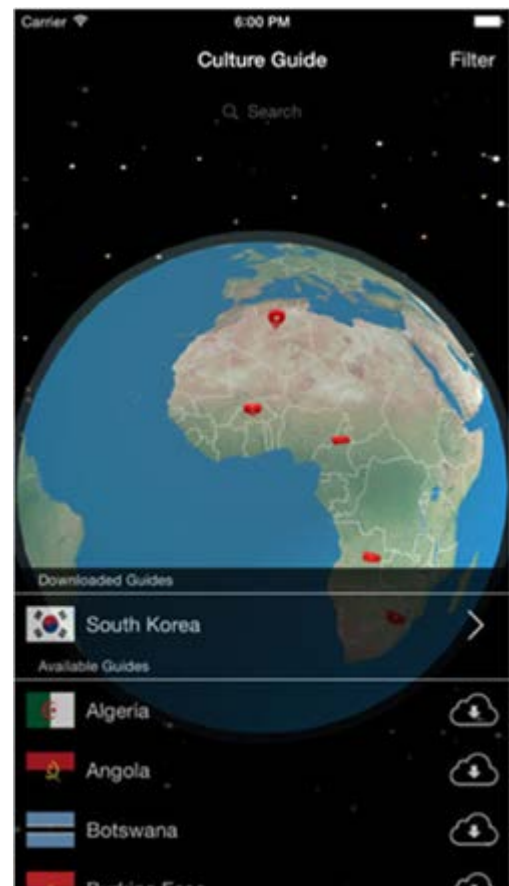 Carrier 6:00 PM
Culture Guide Filter
Search
Downloaded Guides
South Korea
Available Guides
Algeria
Angola
Botswana